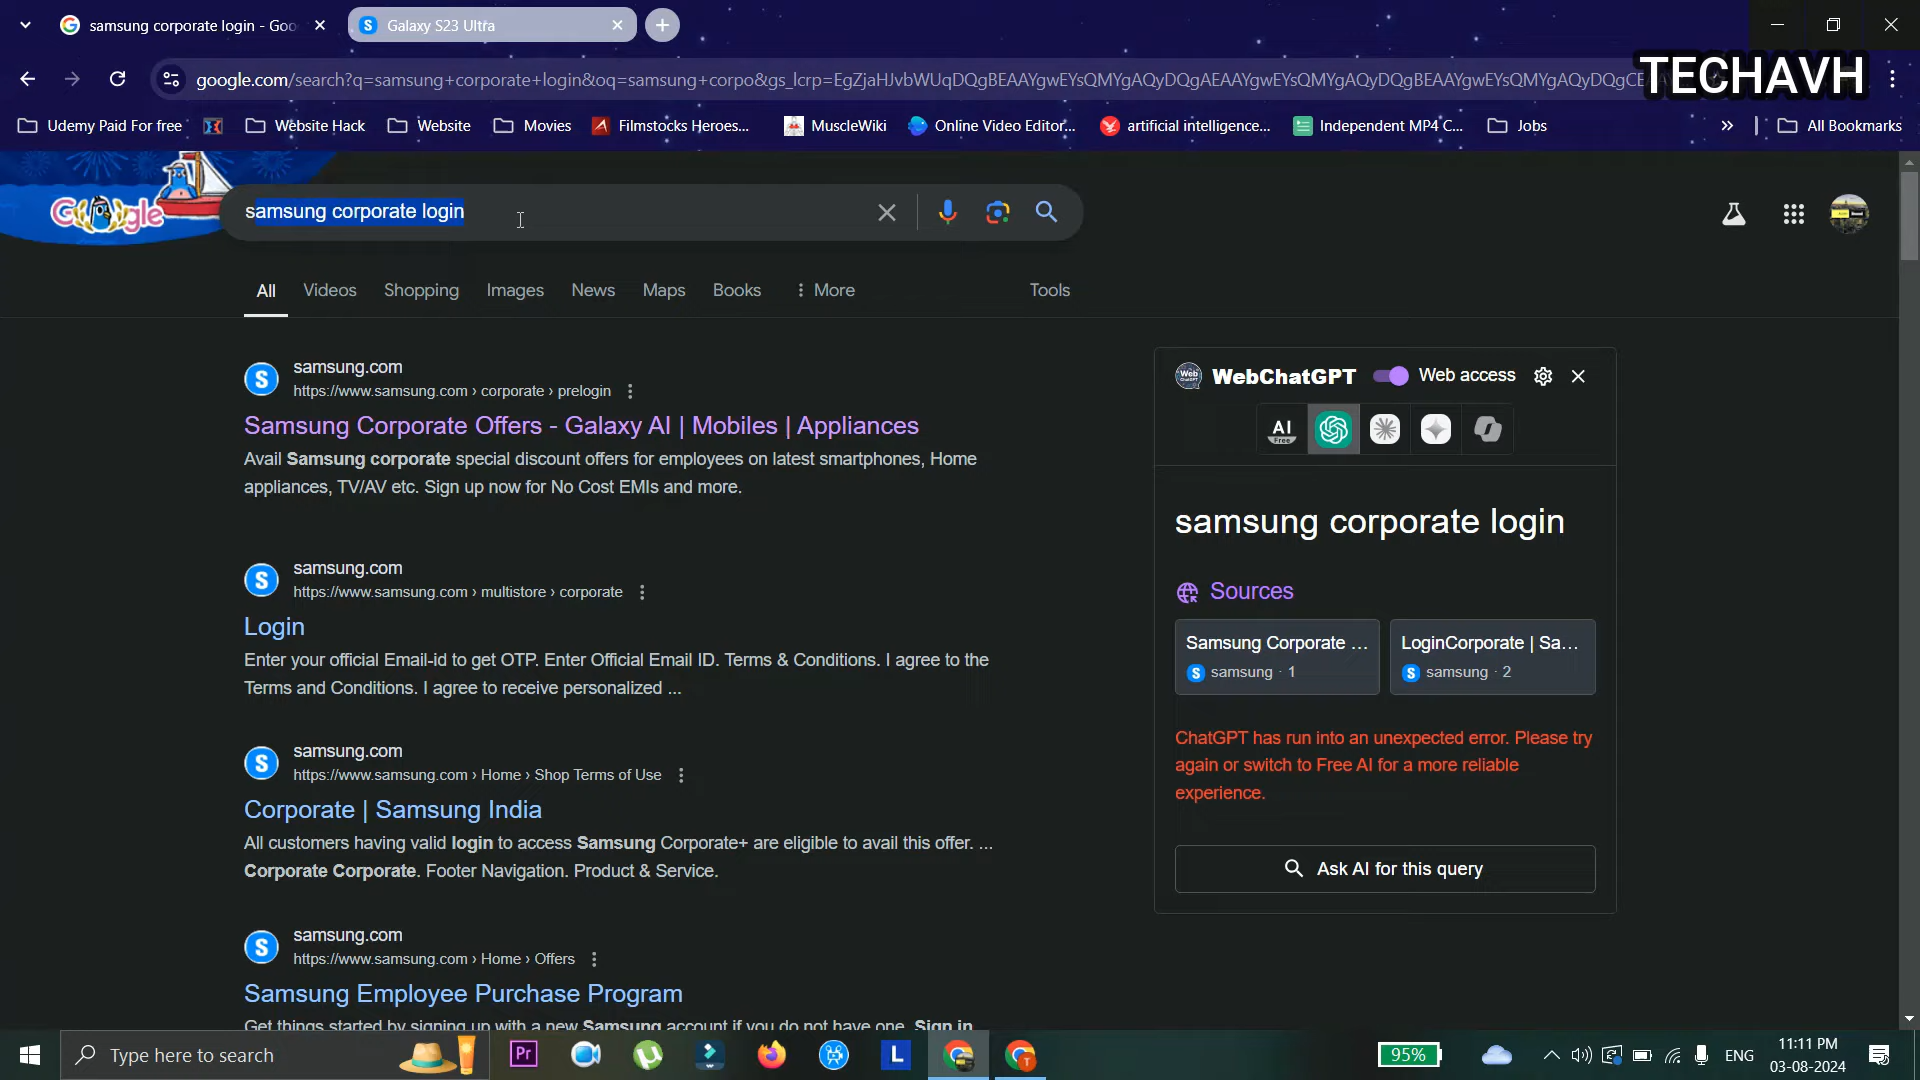 samsung corporate login - Goo
Galaxy S23 Ultra
google.com/search?q=samsung+corporate+login&oq=samsung+corpo&gs_lcrp=EgZjaHJvbWUqDQgBEAAYgwEYsQMYgAQyDQgAEAAYgwEYsQMYgAQyDQgBEAAYgwEYsQMYgAQyDQgCE
TECHAVH
Udemy Paid For free
Website Hack
Website
Movies
Filmstocks Heroes...
MuscleWiki
Online Video Editor...
artificial intelligence...
Independent MP4 C...
Jobs
All Bookmarks
Google
samsung corporate login
All
Videos
Shopping
Images
News
Maps
Books
More
Tools
samsung.com
https://www.samsung.com › corporate › prelogin
Samsung Corporate Offers - Galaxy AI | Mobiles | Appliances
Avail Samsung corporate special discount offers for employees on latest smartphones, Home
appliances, TV/AV etc. Sign up now for No Cost EMIs and more.
samsung.com
https://www.samsung.com › multistore › corporate
Login
Enter your official Email-id to get OTP. Enter Official Email ID. Terms & Conditions. I agree to the
Terms and Conditions. I agree to receive personalized ...
samsung.com
https://www.samsung.com › Home › Shop Terms of Use
Corporate | Samsung India
All customers having valid login to access Samsung Corporate+ are eligible to avail this offer. ...
Corporate Corporate. Footer Navigation. Product & Service.
samsung.com
https://www.samsung.com › Home › Offers
Samsung Employee Purchase Program
Get things started by signing up with a new Samsung account if you do not have one. Sign in
WebChatGPT
Web access
AI
Free
samsung corporate login
Sources
Samsung Corporate ...
samsung · 1
LoginCorporate | Sa...
samsung · 2
ChatGPT has run into an unexpected error. Please try
again or switch to Free AI for a more reliable
experience.
Ask AI for this query
Type here to search
Pr
L
95%
ENG
11:11 PM
03-08-2024